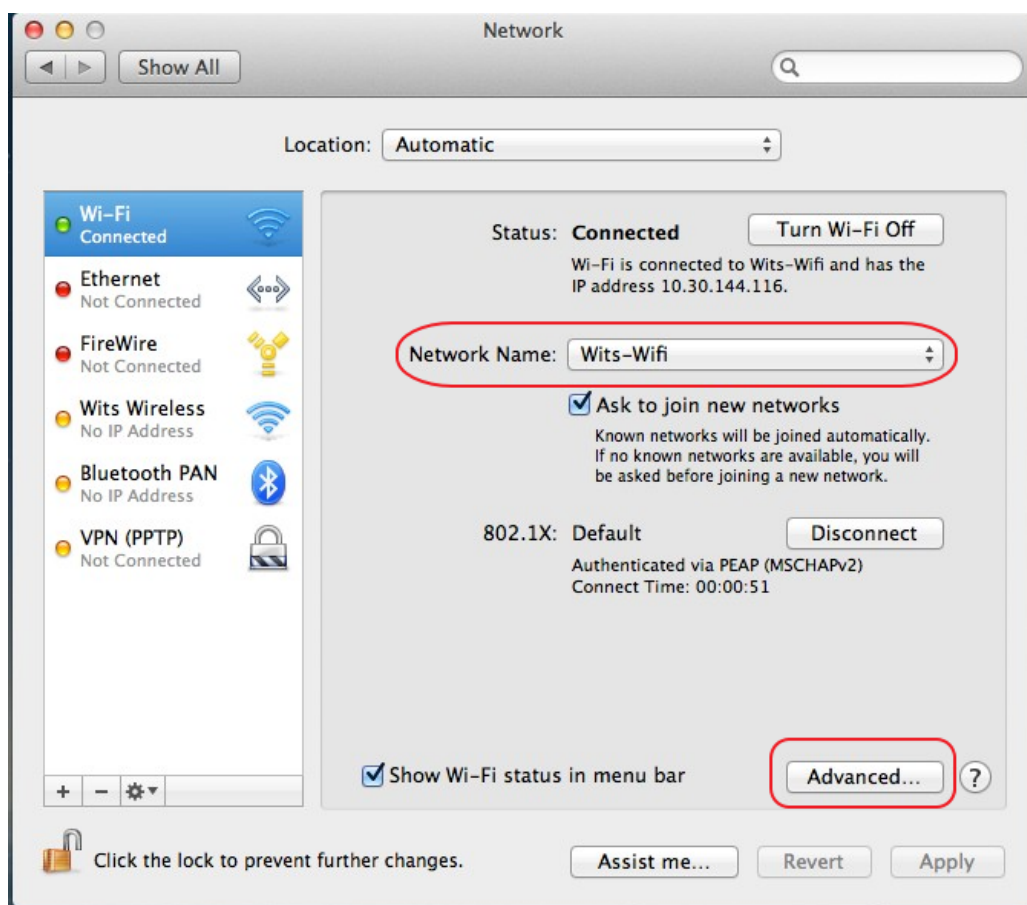 Network
Show All
Location: Automatic
Wi-Fi
Connected
Ethernet
Not Connected
FireWire
Not Connected
Wits Wireless
No IP Address
Bluetooth PAN
No IP Address
VPN (PPTP)
Not Connected
Status: Connected Turn Wi-Fi Off
Wi-Fi is connected to Wits-Wifi and has the
IP address 10.30.144.116.
Network Name: Wits-Wifi
Ask to join new networks
Known networks will be joined automatically.
If no known networks are available, you will
be asked before joining a new network.
802.1X: Default Disconnect
Authenticated via PEAP (MSCHAPv2)
Connect Time: 00:00:51
Show Wi-Fi status in menu bar Advanced... ?
+ −
Click the lock to prevent further changes. Assist me... Revert Apply